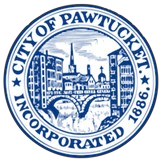 CITY OF PAWTUCKET
INCORPORATED 1886.